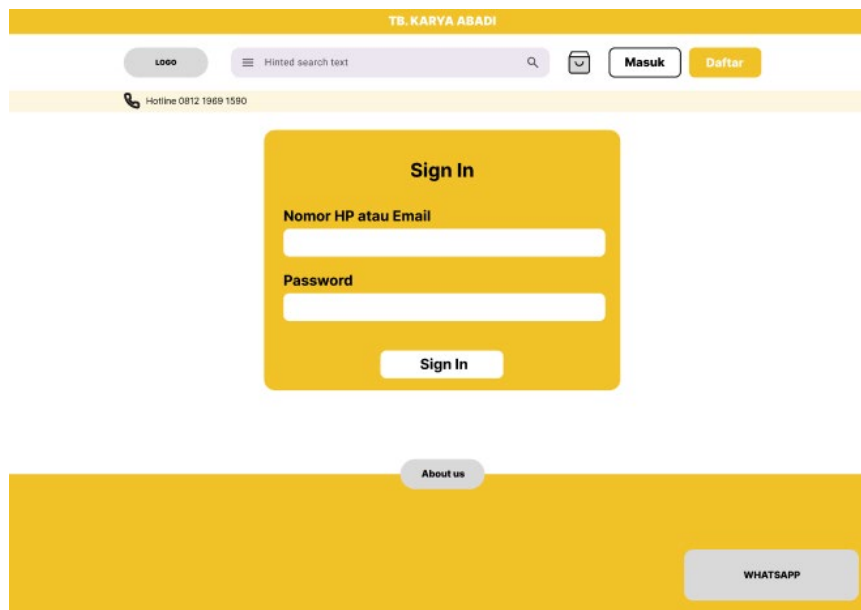 TB. KARYA ABADI
LOGO
Hinted search text
Masuk
Daftar
Hotline 0812 1969 1590
Sign In
Nomor HP atau Email
Password
Sign In
About us
WHATSAPP